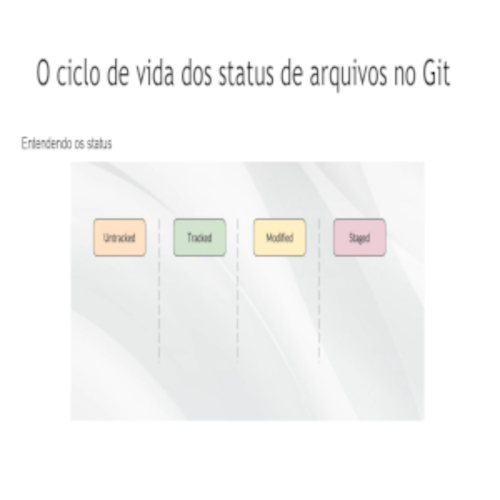 O ciclo de vida dos status de arquivos no Git
Entendendo os status
Untracked Tracked Modified Staged